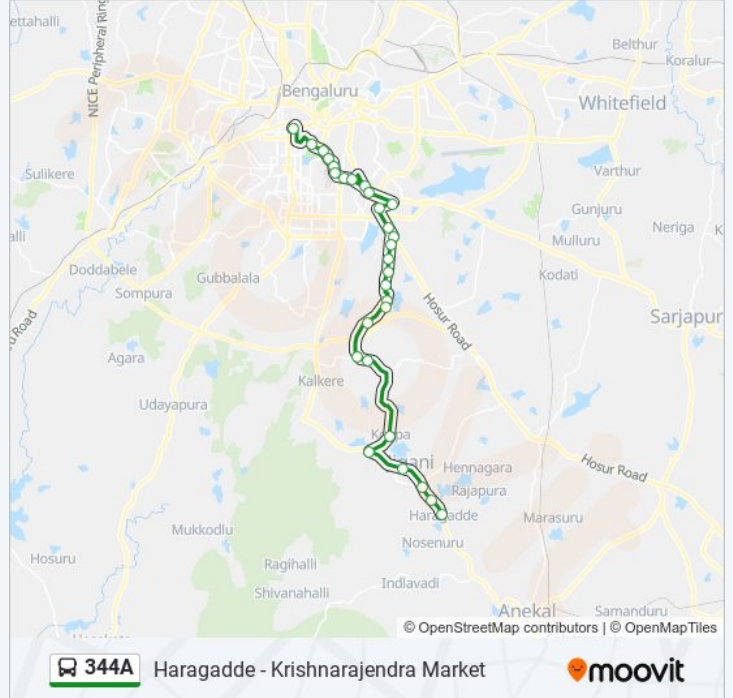 ettahalli
NICE Peripheral Ring
Belthur
Koralur
Bengaluru
Whitefield
Sulikere
Varthur
Gunjuru
Neriga
K
alli
Mulluru
Doddabele
Gubbalala
Kodati
Sompura
Hosur Road
Sarjapur
u Road
Agara
Kalkere
Udayapura
Hennagara
Hosur Road
Rajapura
Marasuru
Mukkodlu
Nosenuru
Hosuru
Ragihalli
Indlavadi
Shivanahalli
Anekal
Samanduru
© OpenStreetMap contributors | © OpenMapTiles
344A
Haragadde - Krishnarajendra Market
moovit